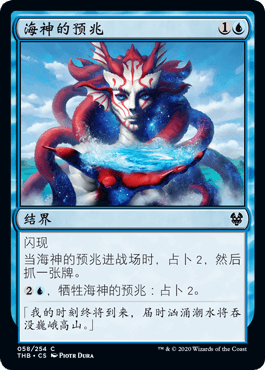 海神的预兆 1
结界
闪现
当海神的预兆进战场时，占卜2，然后
抓一张牌。
2，牺牲海神的预兆：占卜2。
「我的时刻终将到来，届时汹涌潮水将吞
没巍峨高山。」
058/254 C
THB • CS PIOTR DURA
™ & © 2020 Wizards of the Coast